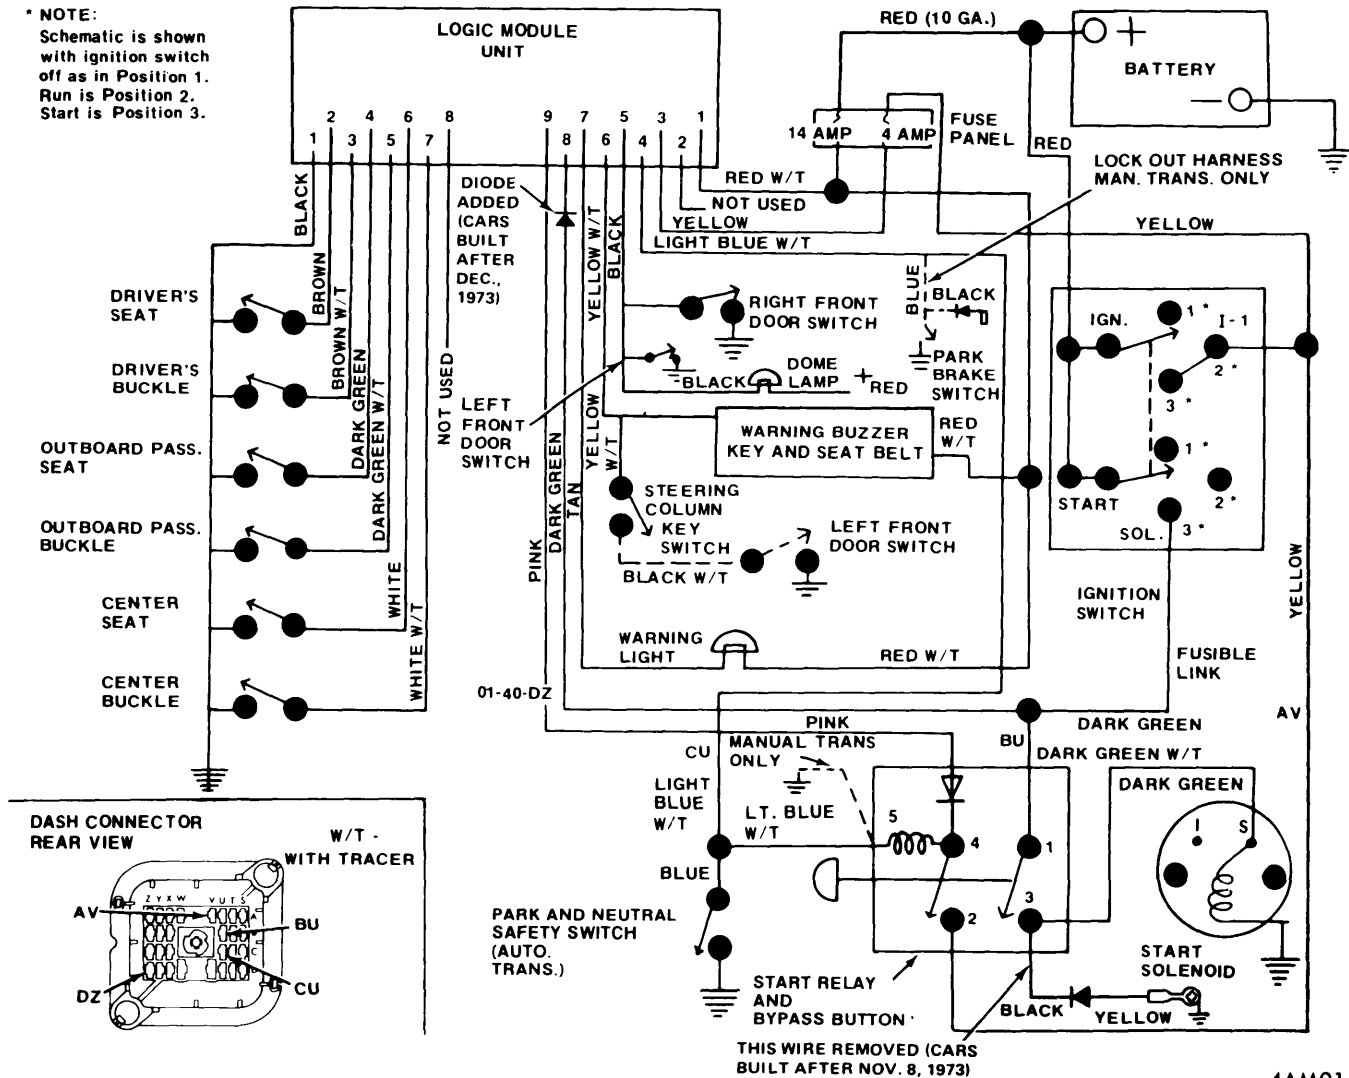 * NOTE:
Schematic is shown
with ignition switch
off as in Position 1.
Run is Position 2.
Start is Position 3.
LOGIC MODULE
UNIT
1 2 3 4 5 6 7 8
9 8 7 6 5 4 3 2 1
RED (10 GA.)
+
BATTERY
-
14 AMP
4 AMP
FUSE
PANEL
RED
LOCK OUT HARNESS
MAN. TRANS. ONLY
RED W/T
NOT USED
YELLOW
LIGHT BLUE W/T
YELLOW
DIODE
ADDED
(CARS
BUILT
AFTER
DEC.,
1973)
BLACK
BROWN
BROWN W/T
DARK GREEN
DARK GREEN W/T
WHITE
WHITE W/T
NOT USED
YELLOW W/T
BLACK
DRIVER'S
SEAT
DRIVER'S
BUCKLE
OUTBOARD PASS.
SEAT
OUTBOARD PASS.
BUCKLE
CENTER
SEAT
CENTER
BUCKLE
RIGHT FRONT
DOOR SWITCH
BLUE
BLACK
PARK
BRAKE
SWITCH
BLACK
DOME
LAMP
+
RED
LEFT
FRONT
DOOR
SWITCH
WARNING BUZZER
KEY AND SEAT BELT
RED
W/T
IGN.
1 *
I-1
2 *
3 *
1 *
START
2 *
SOL.
3 *
IGNITION
SWITCH
PINK
DARK GREEN
TAN
YELLOW
W/T
STEERING
COLUMN
KEY
SWITCH
LEFT FRONT
DOOR SWITCH
BLACK W/T
YELLOW
WARNING
LIGHT
RED W/T
FUSIBLE
LINK
01-40-DZ
PINK
DARK GREEN
AV
CU
MANUAL TRANS
ONLY
BU
DARK GREEN W/T
DARK GREEN
LIGHT
BLUE
W/T
LT. BLUE
W/T
5
4
1
I
S
BLUE
2
3
PARK AND NEUTRAL
SAFETY SWITCH
(AUTO.
TRANS.)
START RELAY
AND
BYPASS BUTTON
START
SOLENOID
BLACK
YELLOW
THIS WIRE REMOVED (CARS
BUILT AFTER NOV. 8, 1973)
DASH CONNECTOR
REAR VIEW
W/T -
WITH TRACER
Z Y X W V U T S
A
C
AV
BU
DZ
CU